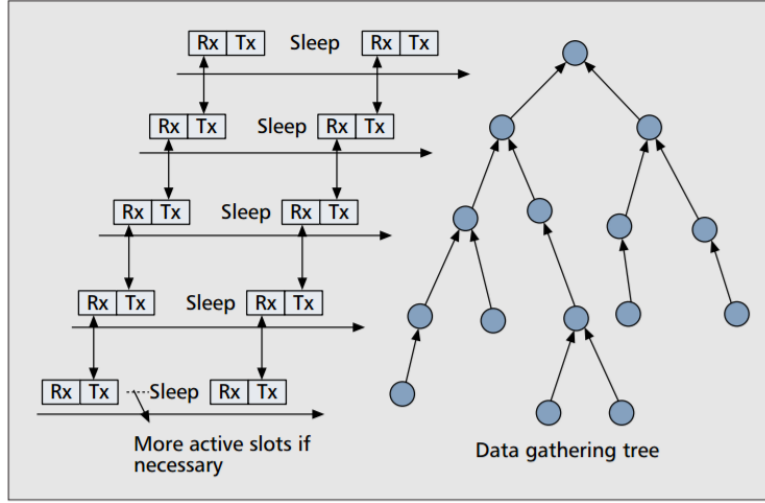 Rx Tx Sleep Rx Tx
Rx Tx Sleep Rx Tx
Rx Tx Sleep Rx Tx
Rx Tx Sleep Rx Tx
Rx Tx Sleep Rx Tx
More active slots if
necessary
Data gathering tree